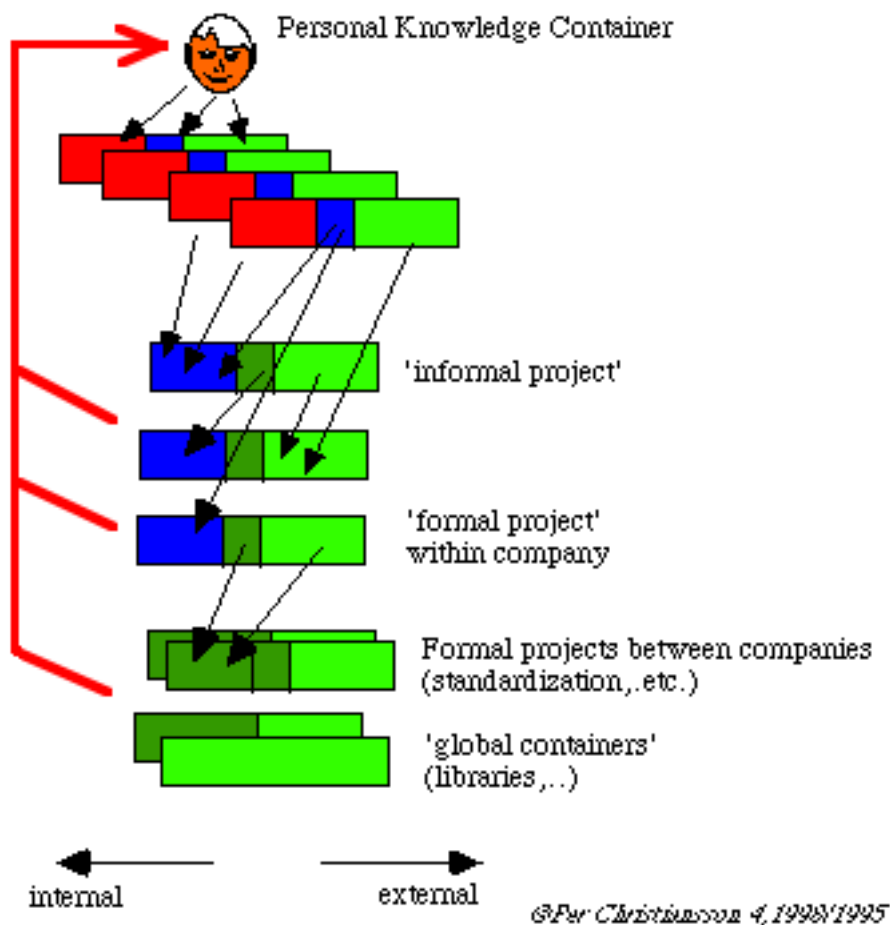 Personal Knowledge Container
'informal project'
'formal project'
within company
Formal projects between companies
(standardization,.etc.)
'global containers'
(libraries,..)
internal
external
@Per Christiansson 4,1998/1995